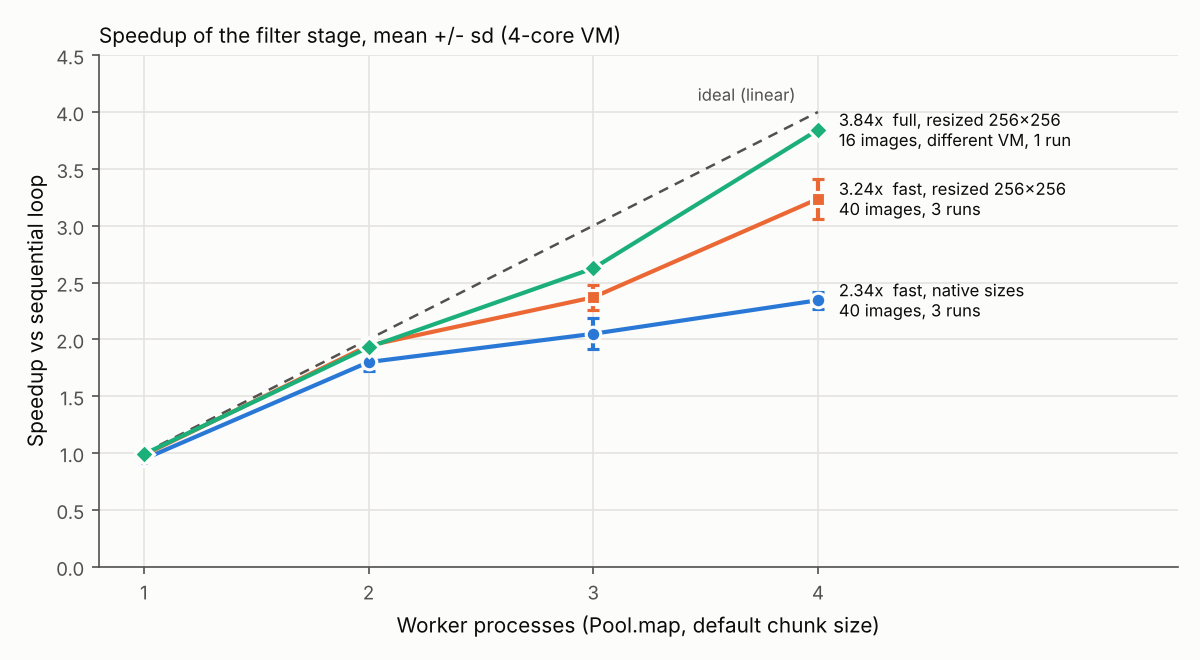 Speedup of the filter stage, mean +/- sd (4-core VM)
Speedup vs sequential loop
4.5
4.0
3.5
3.0
2.5
2.0
1.5
1.0
0.5
0.0
ideal (linear)
3.84x  full, resized 256×256
16 images, different VM, 1 run
3.24x  fast, resized 256×256
40 images, 3 runs
2.34x  fast, native sizes
40 images, 3 runs
1
2
3
4
Worker processes (Pool.map, default chunk size)